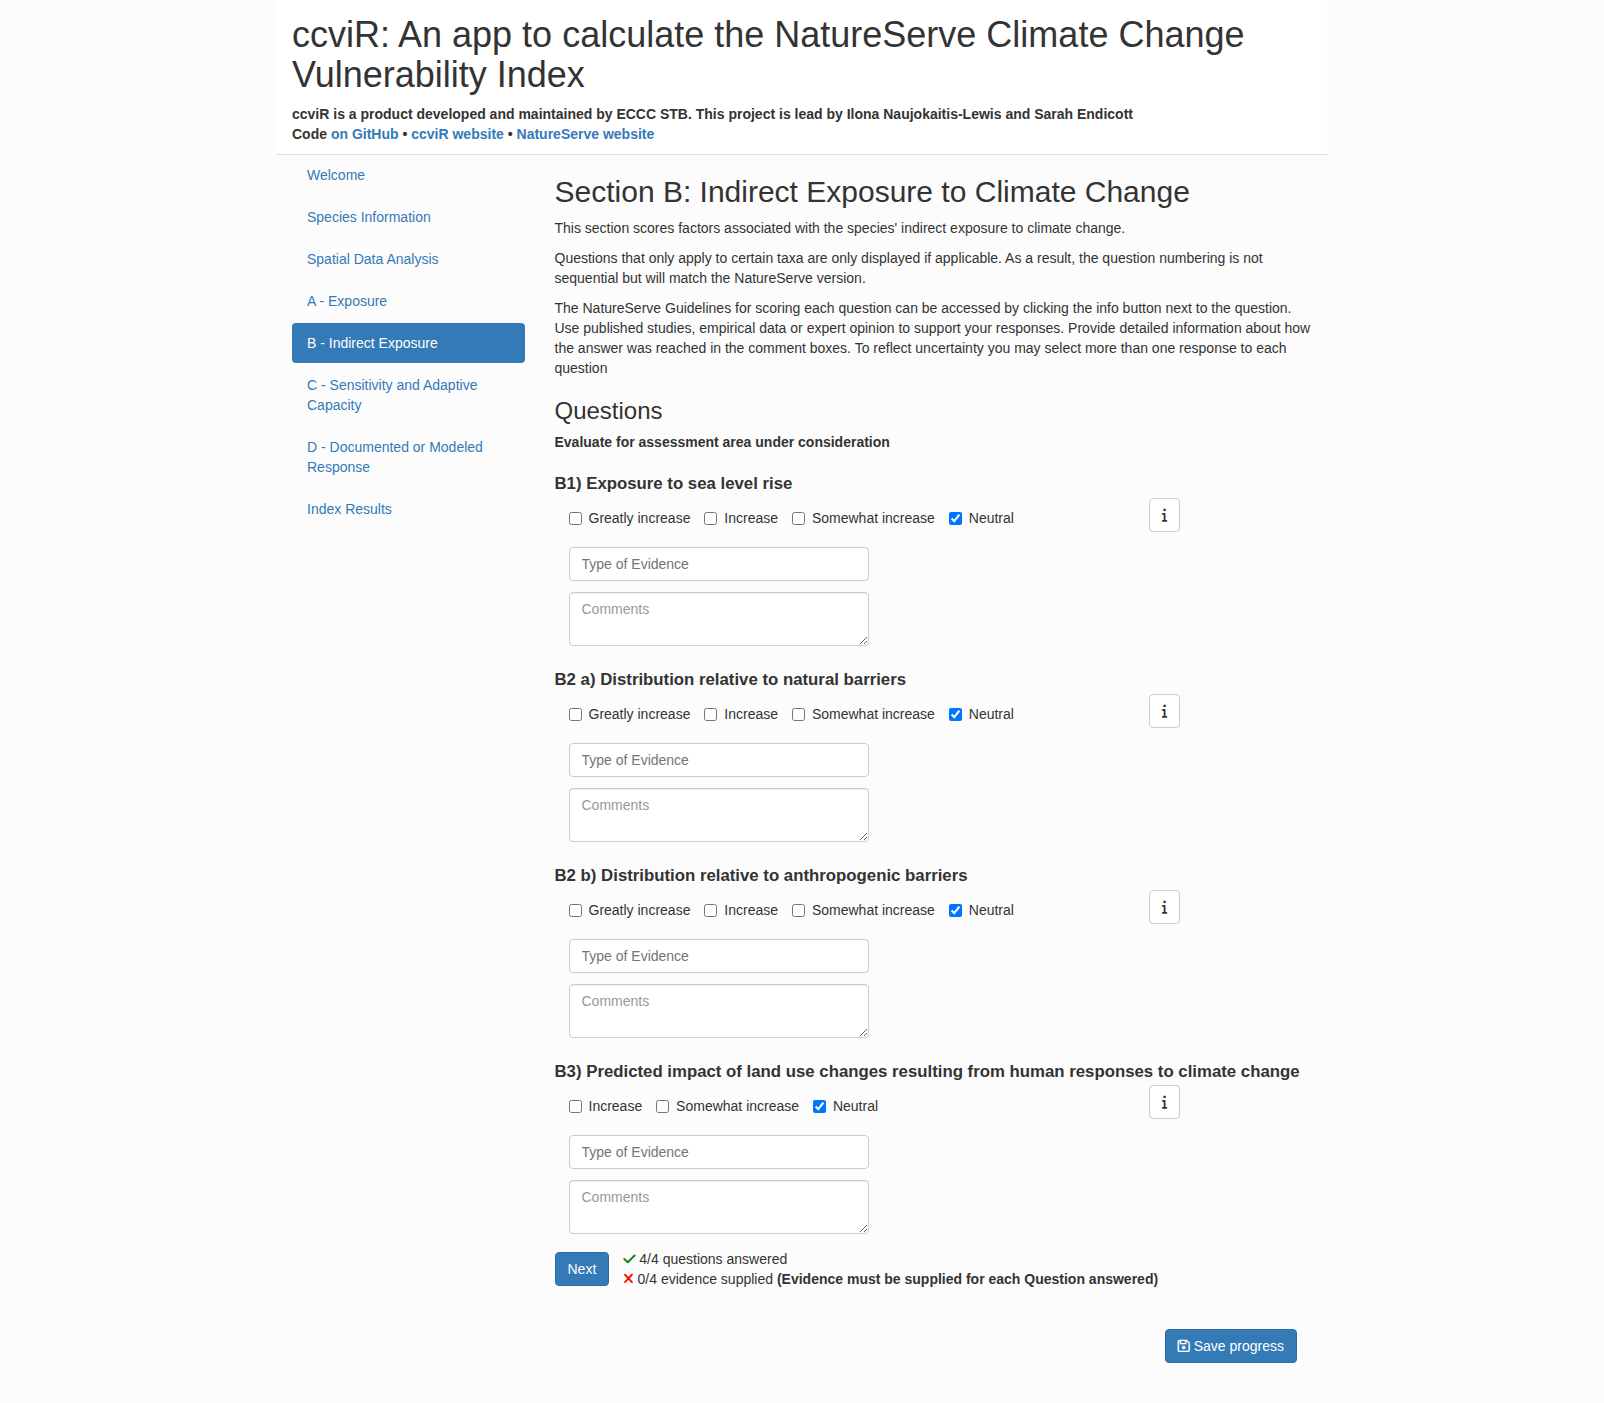 ccviR: An app to calculate the NatureServe Climate Change
Vulnerability Index
ccviR is a product developed and maintained by ECCC STB. This project is lead by Ilona Naujokaitis-Lewis and Sarah Endicott
Code on GitHub • ccviR website • NatureServe website
Welcome
Species Information
Spatial Data Analysis
A - Exposure
B - Indirect Exposure
C - Sensitivity and Adaptive
Capacity
D - Documented or Modeled
Response
Index Results
Section B: Indirect Exposure to Climate Change
This section scores factors associated with the species' indirect exposure to climate change.
Questions that only apply to certain taxa are only displayed if applicable. As a result, the question numbering is not
sequential but will match the NatureServe version.
The NatureServe Guidelines for scoring each question can be accessed by clicking the info button next to the question.
Use published studies, empirical data or expert opinion to support your responses. Provide detailed information about how
the answer was reached in the comment boxes. To reflect uncertainty you may select more than one response to each
question
Questions
Evaluate for assessment area under consideration
B1) Exposure to sea level rise
Greatly increase Increase Somewhat increase Neutral
Type of Evidence
Comments
B2 a) Distribution relative to natural barriers
Greatly increase Increase Somewhat increase Neutral
Type of Evidence
Comments
B2 b) Distribution relative to anthropogenic barriers
Greatly increase Increase Somewhat increase Neutral
Type of Evidence
Comments
B3) Predicted impact of land use changes resulting from human responses to climate change
Increase Somewhat increase Neutral
Type of Evidence
Comments
Next
4/4 questions answered
0/4 evidence supplied (Evidence must be supplied for each Question answered)
Save progress